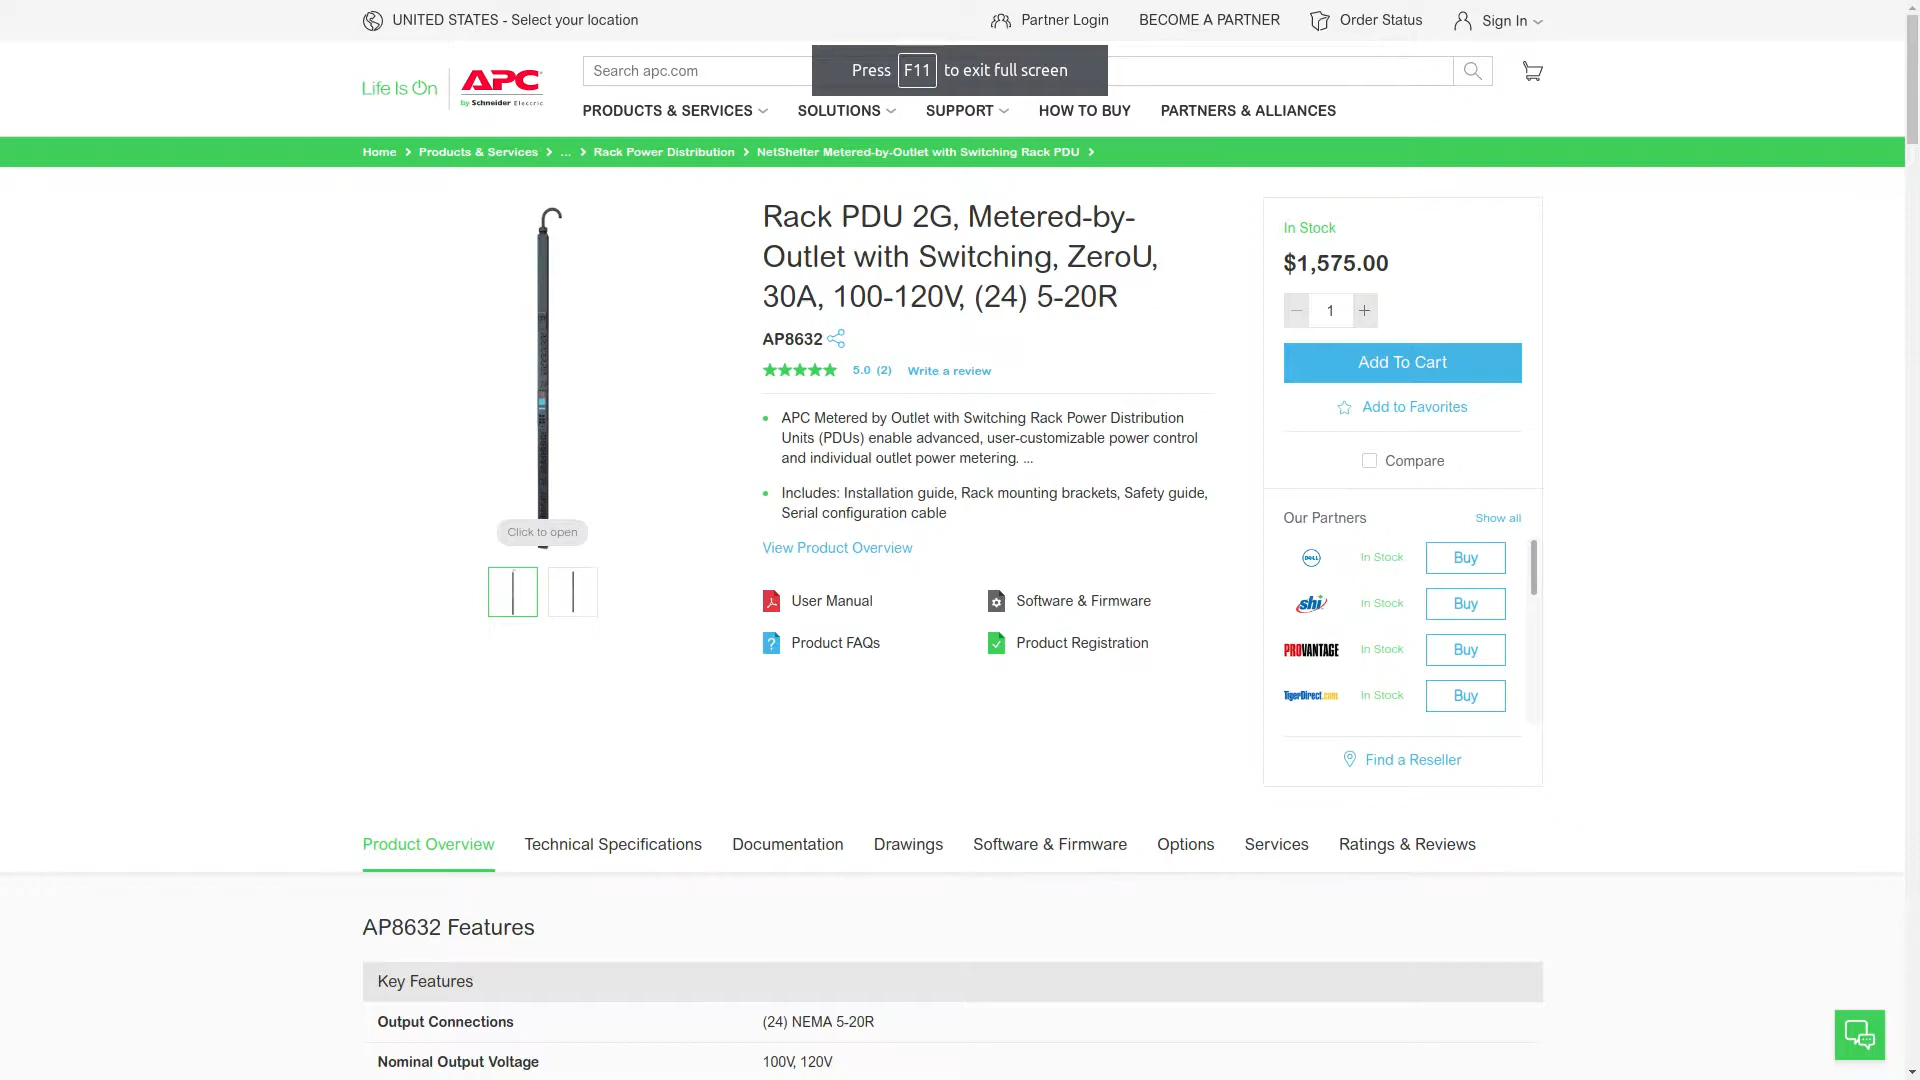 UNITED STATES - Select your location
Partner Login
BECOME A PARTNER
Order Status
Sign In
Life Is On
APC
by Schneider Electric
Search apc.com
Press F11 to exit full screen
PRODUCTS & SERVICES
SOLUTIONS
SUPPORT
HOW TO BUY
PARTNERS & ALLIANCES
Home
Products & Services
...
Rack Power Distribution
NetShelter Metered-by-Outlet with Switching Rack PDU
Click to open
Rack PDU 2G, Metered-by-
Outlet with Switching, ZeroU,
30A, 100-120V, (24) 5-20R
AP8632
5.0 (2)
Write a review
APC Metered by Outlet with Switching Rack Power Distribution
Units (PDUs) enable advanced, user-customizable power control
and individual outlet power metering. ...
Includes: Installation guide, Rack mounting brackets, Safety guide,
Serial configuration cable
View Product Overview
User Manual
Software & Firmware
Product FAQs
Product Registration
In Stock
$1,575.00
1
Add To Cart
Add to Favorites
Compare
Our Partners
Show all
DELL
In Stock
Buy
shi
In Stock
Buy
PROVANTAGE
In Stock
Buy
TigerDirect.com
In Stock
Buy
Find a Reseller
Product Overview
Technical Specifications
Documentation
Drawings
Software & Firmware
Options
Services
Ratings & Reviews
AP8632 Features
Key Features
Output Connections
(24) NEMA 5-20R
Nominal Output Voltage
100V, 120V